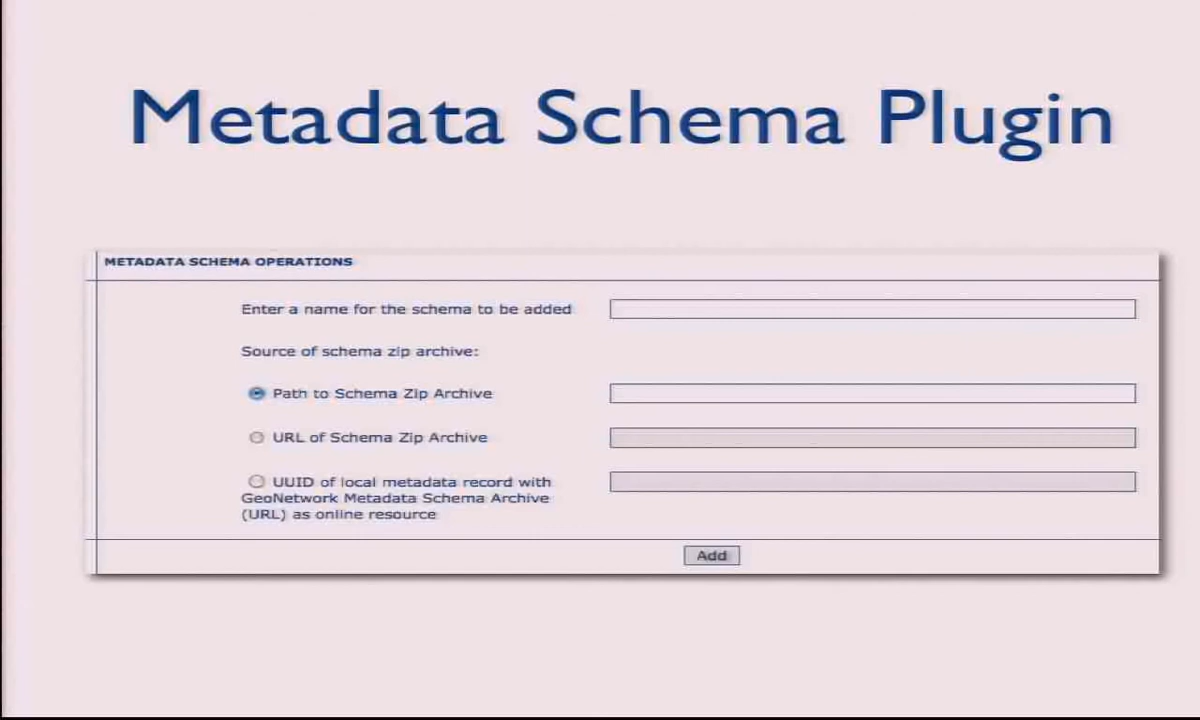 Metadata Schema Plugin
METADATA SCHEMA OPERATIONS
Enter a name for the schema to be added
Source of schema zip archive:
Path to Schema Zip Archive
URL of Schema Zip Archive
UUID of local metadata record with
GeoNetwork Metadata Schema Archive
(URL) as online resource
Add